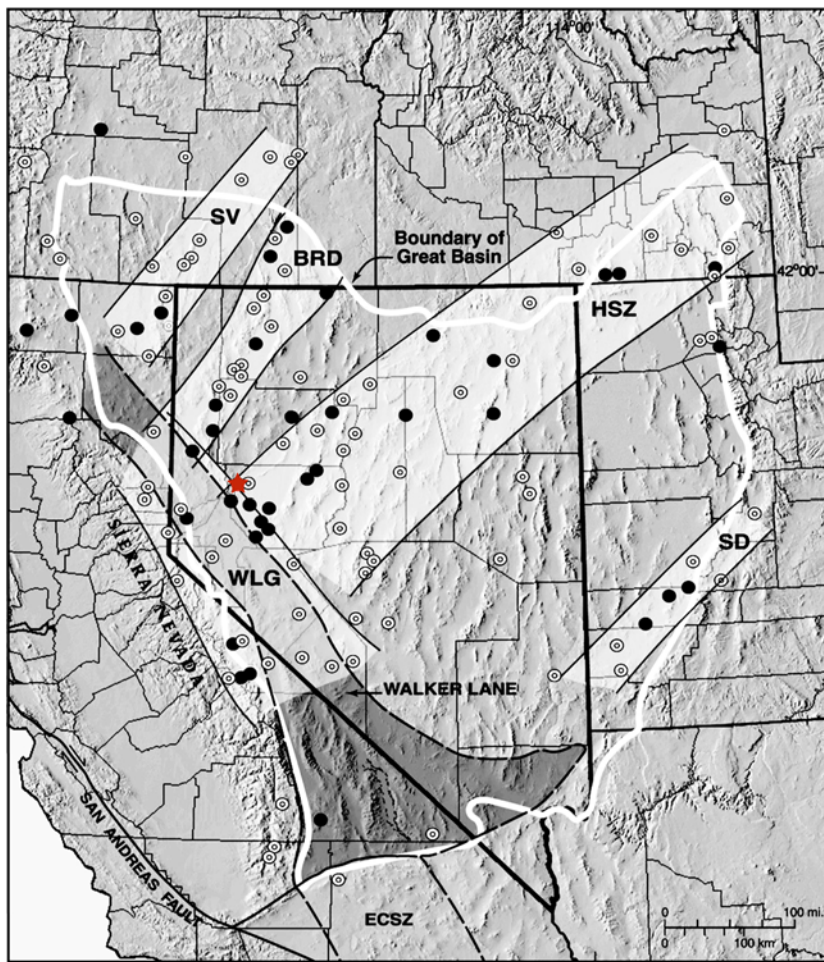 114°00'
SV
BRD
Boundary of
Great Basin
42°00'
HSZ
SD
SIERRA NEVADA
WLG
WALKER LANE
SAN ANDREAS FAULT
ECSZ
0 100 mi.
0 100 km